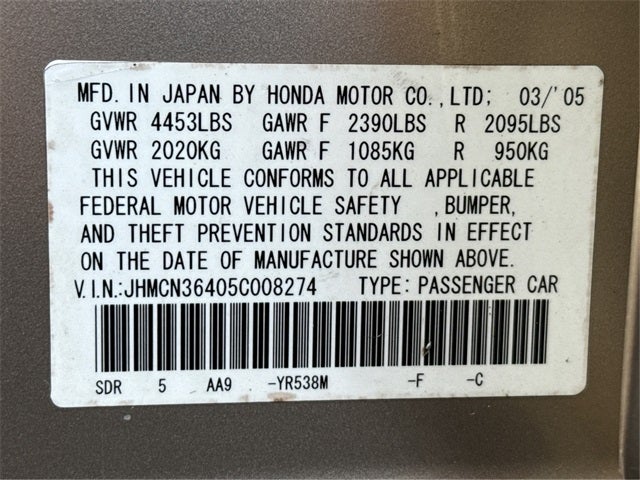 MFD. IN JAPAN BY HONDA MOTOR CO., LTD; 03/'05
GVWR 4453LBS GAWR F 2390LBS R 2095LBS
GVWR 2020KG GAWR F 1085KG R 950KG
THIS VEHICLE CONFORMS TO ALL APPLICABLE
FEDERAL MOTOR VEHICLE SAFETY , BUMPER,
AND THEFT PREVENTION STANDARDS IN EFFECT
ON THE DATE OF MANUFACTURE SHOWN ABOVE.
V.I.N.:JHMCN36405C008274 TYPE: PASSENGER CAR
SDR 5 AA9 -YR538M -F -C